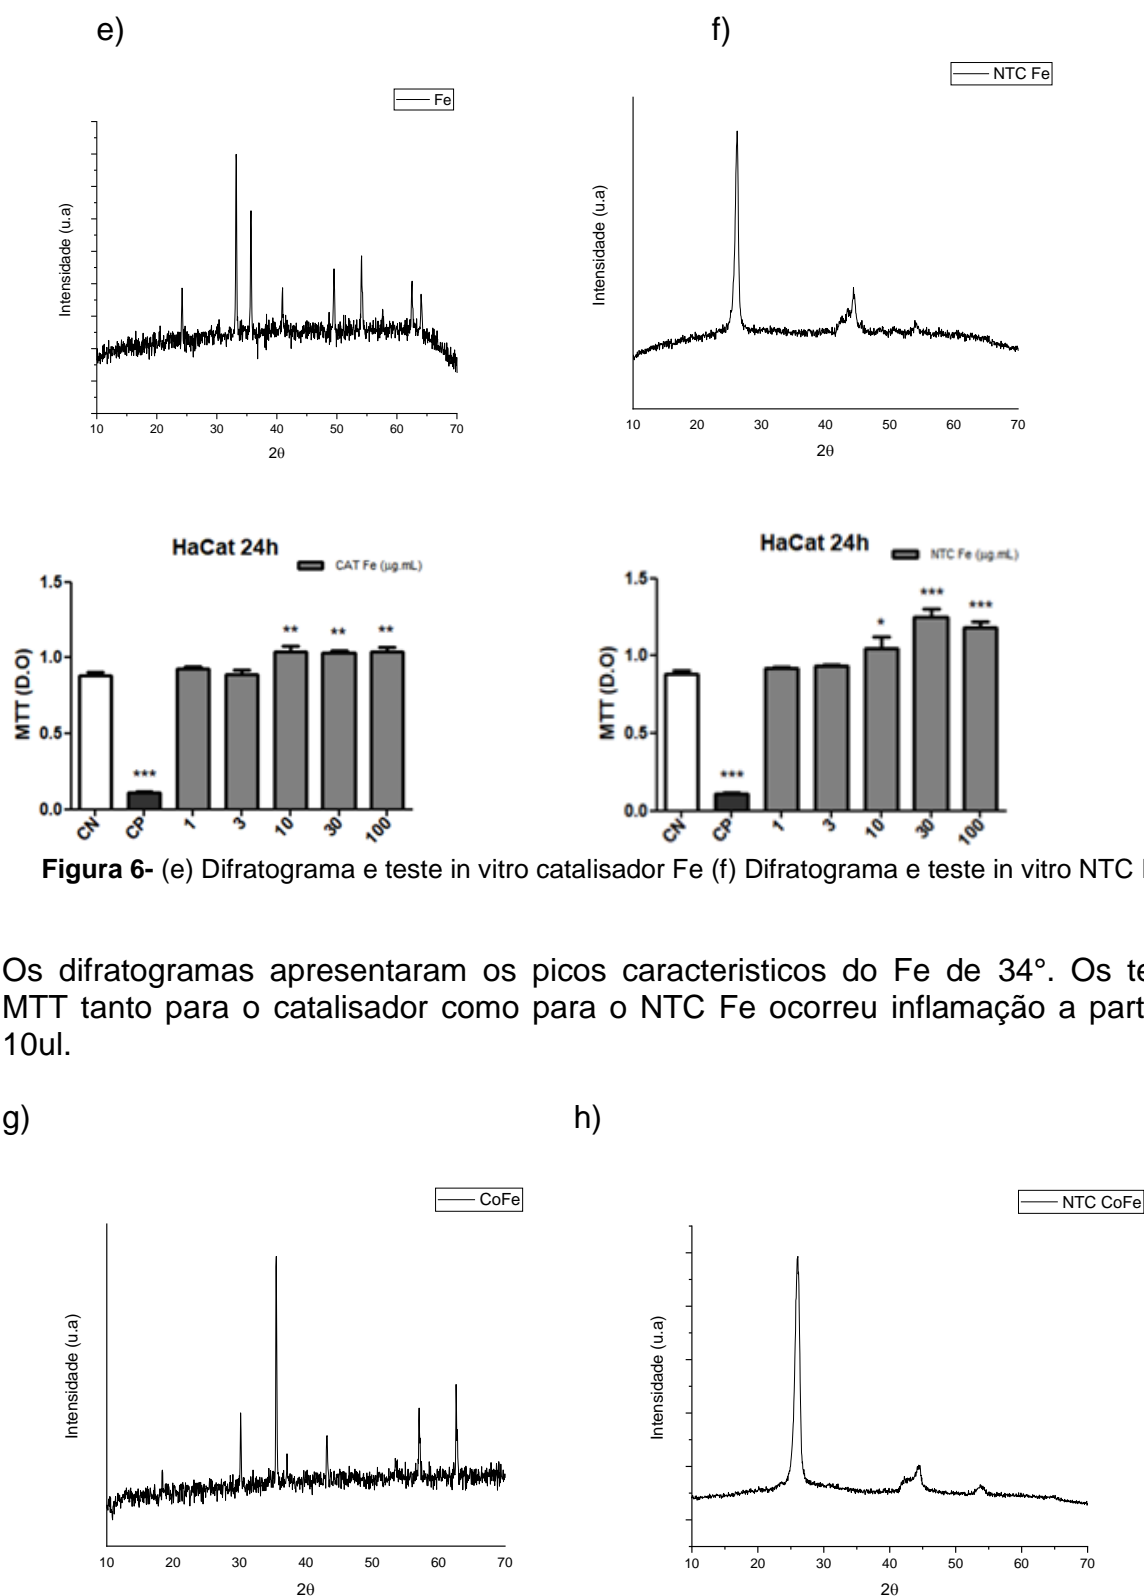 e)
f)
Fe
Intensidade (u.a)
10 20 30 40 50 60 70
2θ
NTC Fe
Intensidade (u.a)
10 20 30 40 50 60 70
2θ
HaCat 24h
CAT Fe (µg.mL)
MTT (D.O)
1.5
1.0
0.5
0.0
*** ** ** **
CN CP 1 3 10 30 100
HaCat 24h
NTC Fe (µg.mL)
MTT (D.O)
1.5
1.0
0.5
0.0
*** * *** ***
CN CP 1 3 10 30 100
Figura 6- (e) Difratograma e teste in vitro catalisador Fe (f) Difratograma e teste in vitro NTC
Os difratogramas apresentaram os picos caracteristicos do Fe de 34°. Os te
MTT tanto para o catalisador como para o NTC Fe ocorreu inflamação a part
10ul.
g)
h)
CoFe
Intensidade (u.a)
10 20 30 40 50 60 70
2θ
NTC CoFe
Intensidade (u.a)
10 20 30 40 50 60 70
2θ